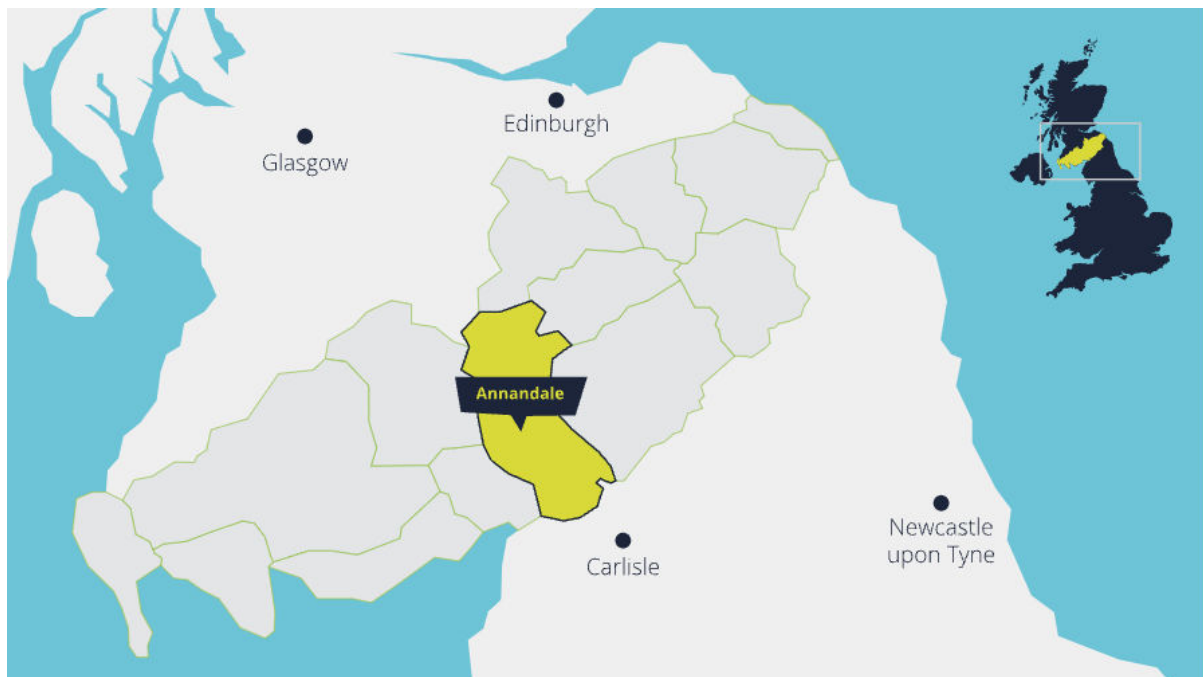 Edinburgh
Glasgow
Annandale
Newcastle
upon Tyne
Carlisle